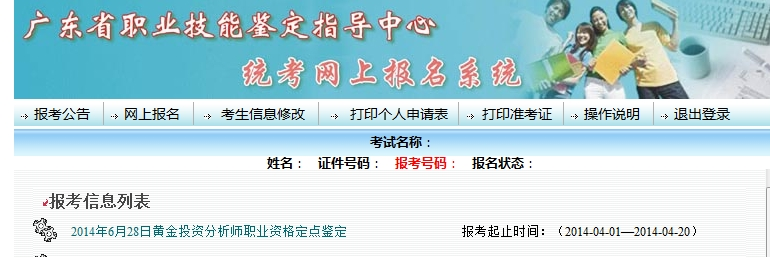 广东省职业技能鉴定指导中心
统考网上报名系统
报考公告 网上报名 考生信息修改 打印个人申请表 打印准考证 操作说明 退出登录
考试名称：
姓名： 证件号码： 报考号码： 报名状态：
报考信息列表
2014年6月28日黄金投资分析师职业资格定点鉴定 报考起止时间：（2014-04-01—2014-04-20）